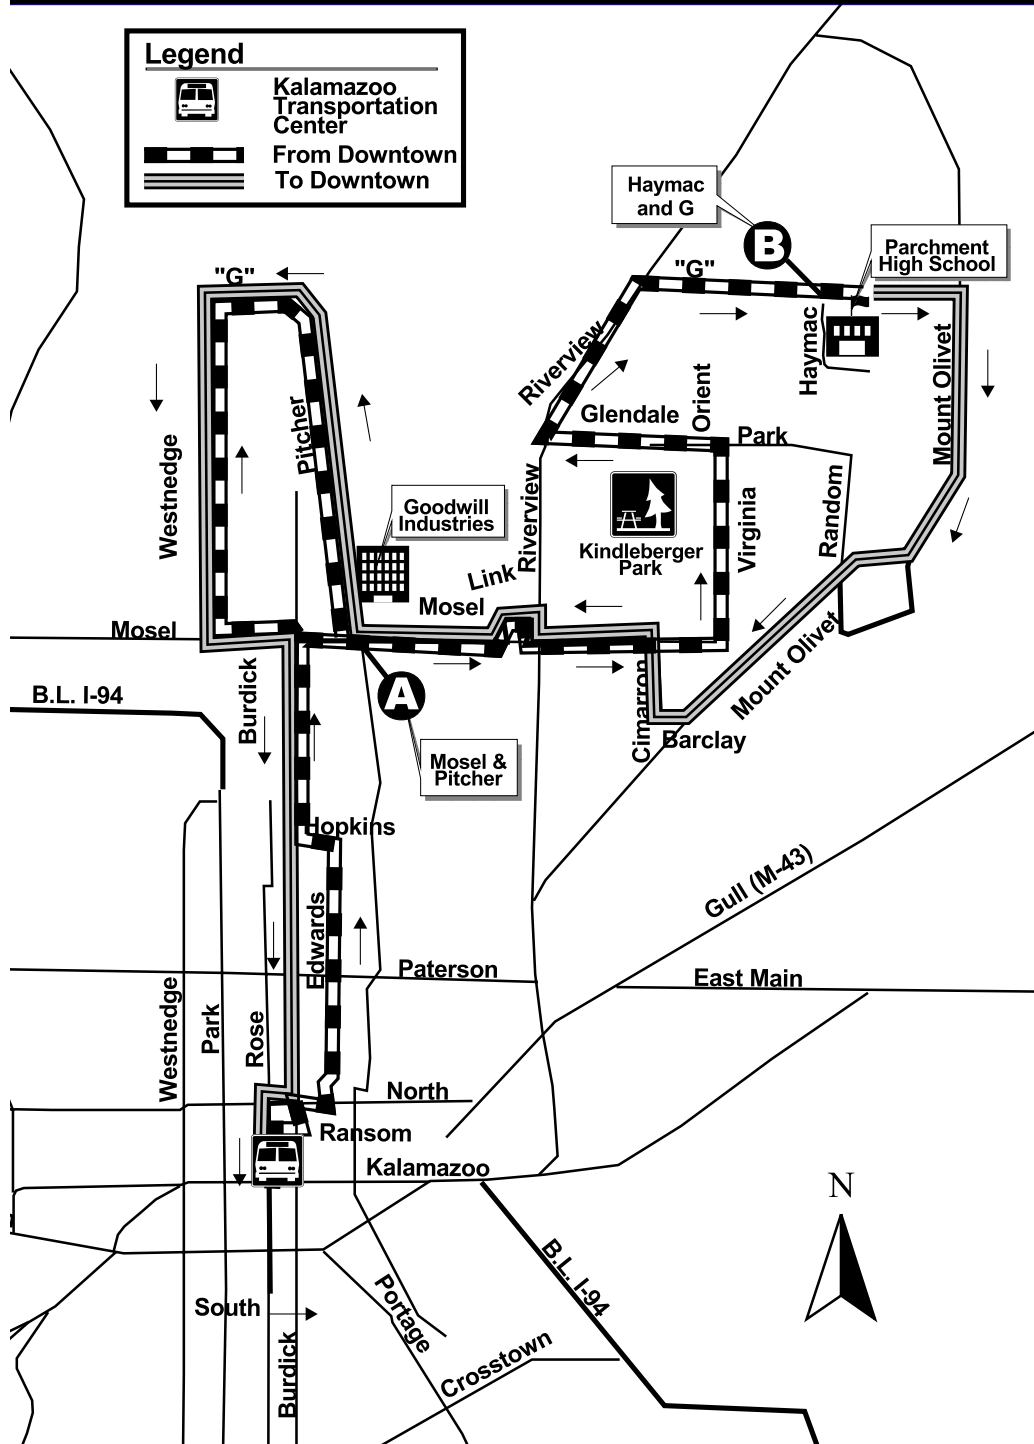 Legend
Kalamazoo
Transportation
Center
From Downtown
To Downtown
Haymac
and G
B
Parchment
High School
"G"
"G"
Riverview
Haymac
Mount Olivet
Pitcher
Orient
Glendale
Park
Westnedge
Goodwill
Industries
Riverview
Virginia
Random
Kindleberger
Park
Link
Mosel
Mosel
Mount Olivet
Burdick
B.L. I-94
A
Cimarron
Barclay
Mosel &
Pitcher
Hopkins
Gull (M-43)
Edwards
Paterson
East Main
Westnedge
Park
Rose
North
Ransom
Kalamazoo
N
B.L. I-94
South
Portage
Burdick
Crosstown